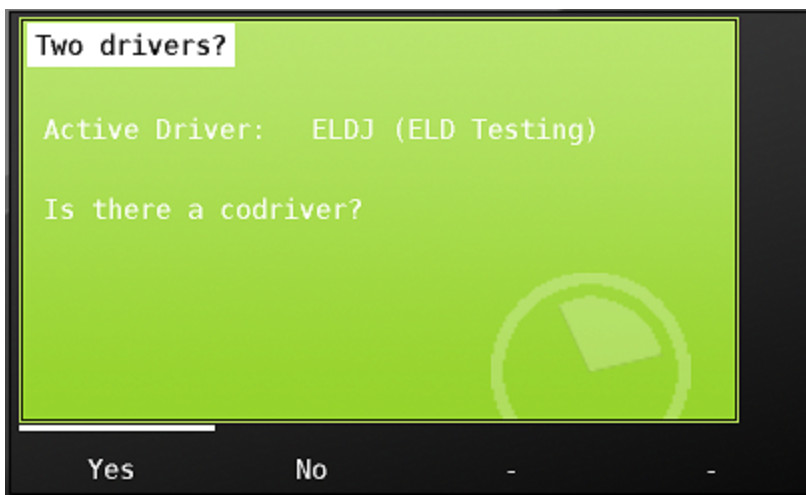 Two drivers?
Active Driver: ELDJ (ELD Testing)
Is there a codriver?
Yes No - -